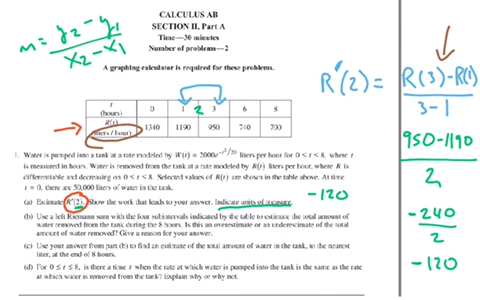 CALCULUS AB
SECTION II, Part A
Time—30 minutes
Number of problems—2
A graphing calculator is required for these problems.
m = y2 - y1
x2 - x1
R'(2) = R(3) - R(1)
3 - 1
950 - 1190
2
-240
2
-120
t (hours) 0 1 2 3 6 8
R(t) (liters / hour) 1340 1190 950 740 700
1. Water is pumped into a tank at a rate modeled by W(t) = 2000e^(-t²/20) liters per hour for 0 ≤ t ≤ 8, where t
is measured in hours. Water is removed from the tank at a rate modeled by R(t) liters per hour, where R is
differentiable and decreasing on 0 ≤ t ≤ 8. Selected values of R(t) are shown in the table above. At time
t = 0, there are 50,000 liters of water in the tank.
-120
(a) Estimate R'(2). Show the work that leads to your answer. Indicate units of measure.
(b) Use a left Riemann sum with the four subintervals indicated by the table to estimate the total amount of
water removed from the tank during the 8 hours. Is this an overestimate or an underestimate of the total
amount of water removed? Give a reason for your answer.
(c) Use your answer from part (b) to find an estimate of the total amount of water in the tank, to the nearest
liter, at the end of 8 hours.
(d) For 0 ≤ t ≤ 8, is there a time t when the rate at which water is pumped into the tank is the same as the rate
at which water is removed from the tank? Explain why or why not.